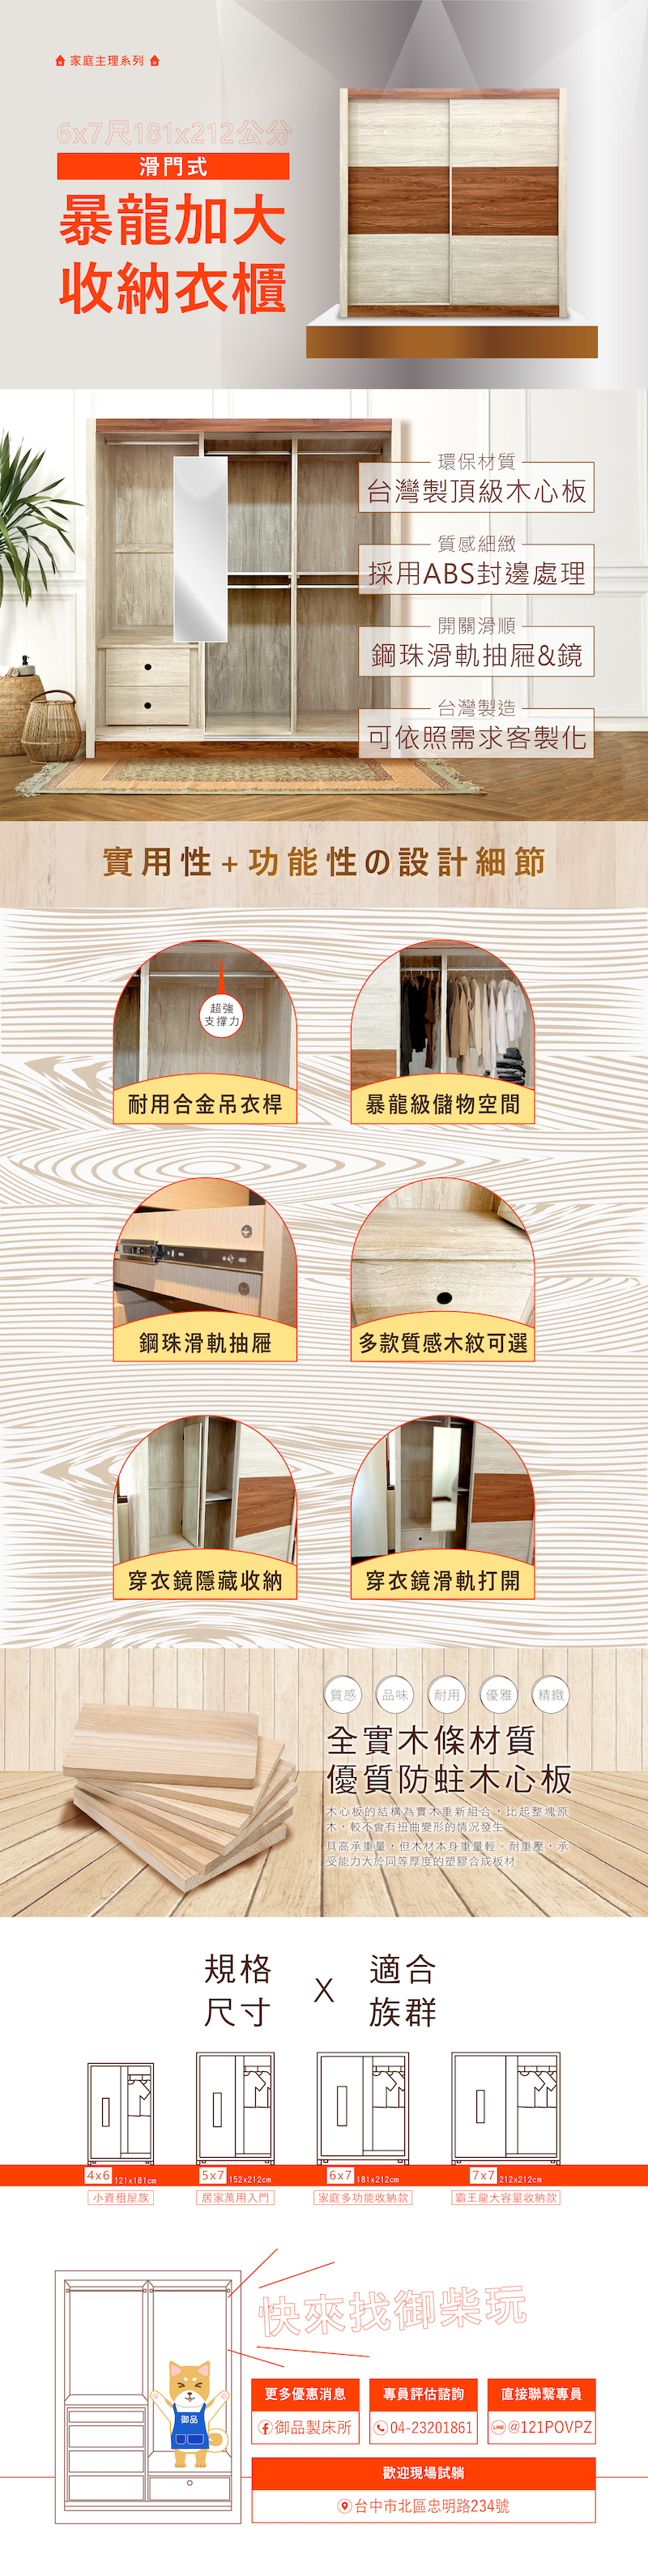 家庭主理系列
6x7尺181x212公分
滑門式
暴龍加大
收納衣櫃
環保材質
台灣製頂級木心板
質感細緻
採用ABS封邊處理
開關滑順
鋼珠滑軌抽屜&鏡
台灣製造
可依照需求客製化
實用性+功能性の設計細節
超強
支撐力
耐用合金吊衣桿
暴龍級儲物空間
鋼珠滑軌抽屜
多款質感木紋可選
穿衣鏡隱藏收納
穿衣鏡滑軌打開
質感 品味 耐用 優雅 精緻
全實木條材質
優質防蛀木心板
木心板的結構為實木重新組合，比起整塊原
木，較不會有扭曲變形的情況發生
具高承重量，但木材本身重量輕。耐重壓，承
受能力大於同等厚度的塑膠合成板材
規格
尺寸
X
適合
族群
4x6 121x181cm
5x7 152x212cm
6x7 181x212cm
7x7 212x212cm
小資租屋族
居家萬用入門
家庭多功能收納款
霸王龍大容量收納款
快來找御柴玩
御品
更多優惠消息
御品製床所
專員評估諮詢
04-23201861
直接聯繫專員
LINE @121POVPZ
歡迎現場試躺
台中市北區忠明路234號